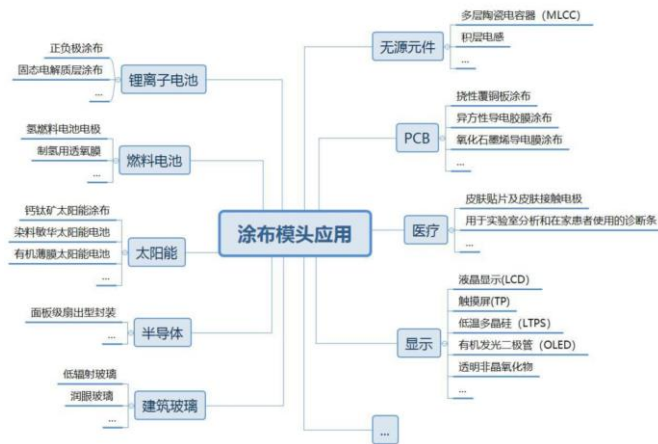 涂布模头应用
锂离子电池
正负极涂布
固态电解质层涂布
...
燃料电池
氢燃料电池电极
制氢用透氧膜
...
太阳能
钙钛矿太阳能涂布
染料敏华太阳能电池
有机薄膜太阳能电池
...
半导体
面板级扇出型封装
...
建筑玻璃
低辐射玻璃
润眼玻璃
...
无源元件
多层陶瓷电容器（MLCC）
积层电感
...
PCB
挠性覆铜板涂布
异方性导电胶膜涂布
氧化石墨烯导电膜涂布
...
医疗
皮肤贴片及皮肤接触电极
用于实验室分析和在家患者使用的诊断条
...
显示
液晶显示(LCD)
触摸屏(TP)
低温多晶硅（LTPS）
有机发光二极管（OLED）
透明非晶氧化物
...
...